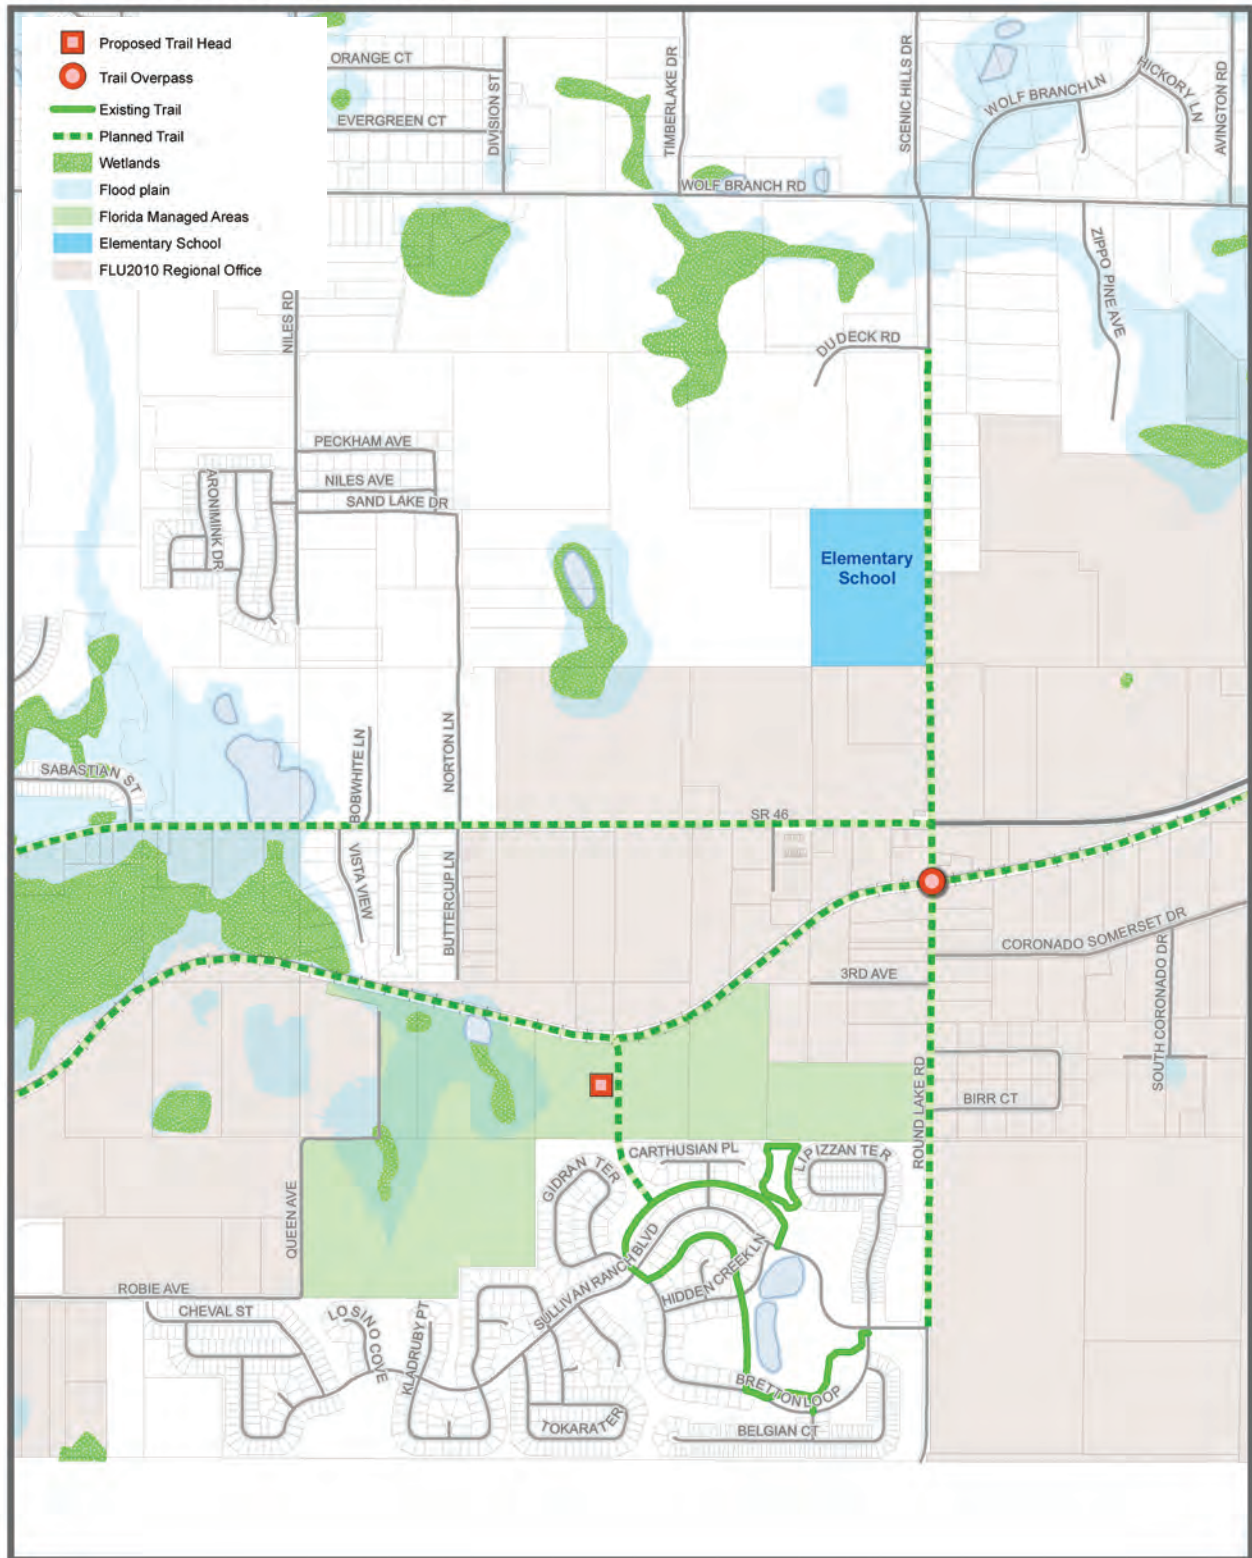 Proposed Trail Head
Trail Overpass
Existing Trail
Planned Trail
Wetlands
Flood plain
Florida Managed Areas
Elementary School
FLU2010 Regional Office
ORANGE CT
EVERGREEN CT
DIVISION ST
TIMBERLAKE DR
SCENIC HILLS DR
WOLF BRANCH LN
HICKORY LN
AVINGTON RD
WOLF BRANCH RD
ZIPPO PINE AVE
NILES RD
DUDECK RD
PECKHAM AVE
NILES AVE
SAND LAKE DR
ARONIMINK DR
Elementary
School
NORTON LN
BOBWHITE LN
SABASTIAN ST
SR 46
VISTA VIEW
BUTTERCUP LN
CORONADO SOMERSET DR
3RD AVE
SOUTH CORONADO DR
ROUND LAKE RD
BIRR CT
CARTHUSIAN PL
LIPIZZAN TER
GIDRAN TER
QUEEN AVE
SULLIVAN RANCH BLVD
HIDDEN CREEK LN
ROBIE AVE
CHEVAL ST
LOSINO COVE
KLADRUBY PT
BRETTON LOOP
TOKARA TER
BELGIAN CT